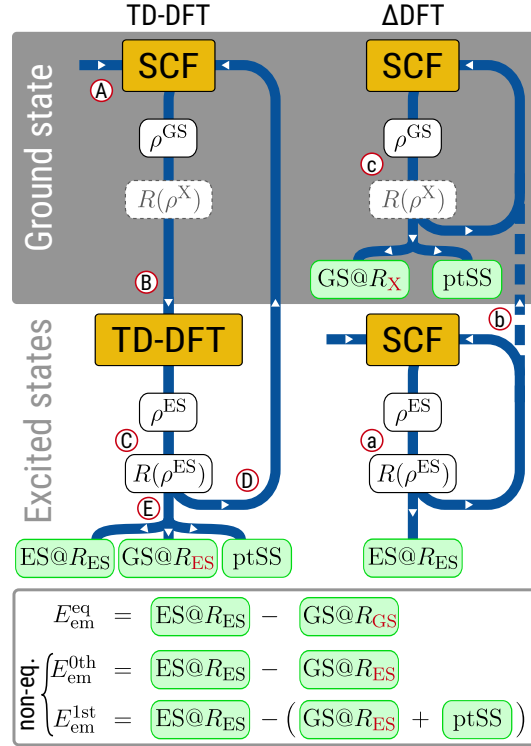 TD-DFT ΔDFT
Ground state
SCF SCF
A
ρ^GS ρ^GS
c
R(ρ^X) R(ρ^X)
B
GS@R_X ptSS
b
Excited states
TD-DFT SCF
ρ^ES ρ^ES
C a
R(ρ^ES) R(ρ^ES)
D
E
ES@R_ES GS@R_ES ptSS ES@R_ES
E_em^eq = ES@R_ES − GS@R_GS
non-eq.
E_em^0th = ES@R_ES − GS@R_ES
E_em^1st = ES@R_ES − ( GS@R_ES + ptSS )